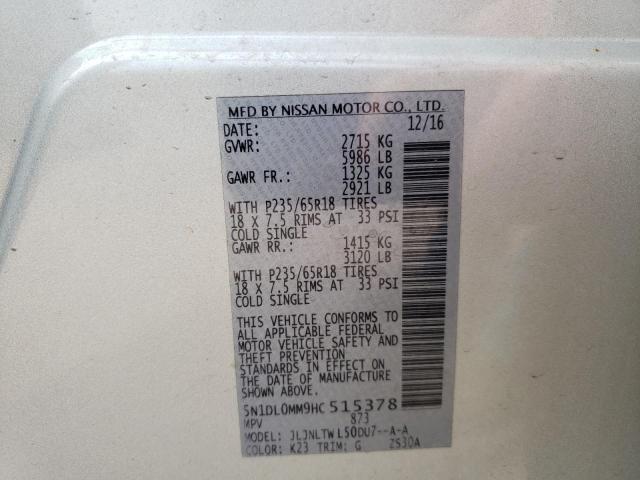 MFD BY NISSAN MOTOR CO., LTD.
DATE: 12/16
GVWR: 2715 KG
5986 LB
GAWR FR.: 1325 KG
2921 LB
WITH P235/65R18 TIRES
18 X 7.5 RIMS AT 33 PSI
COLD SINGLE
GAWR RR.: 1415 KG
3120 LB
WITH P235/65R18 TIRES
18 X 7.5 RIMS AT 33 PSI
COLD SINGLE
THIS VEHICLE CONFORMS TO
ALL APPLICABLE FEDERAL
MOTOR VEHICLE SAFETY AND
THEFT PREVENTION
STANDARDS IN EFFECT ON
THE DATE OF MANUFACTURE
SHOWN ABOVE.
5N1DL0MM9HC515378
MPV 873
MODEL: JLJNLTWL50DU7--A-A
COLOR: K23 TRIM: G ZS30A